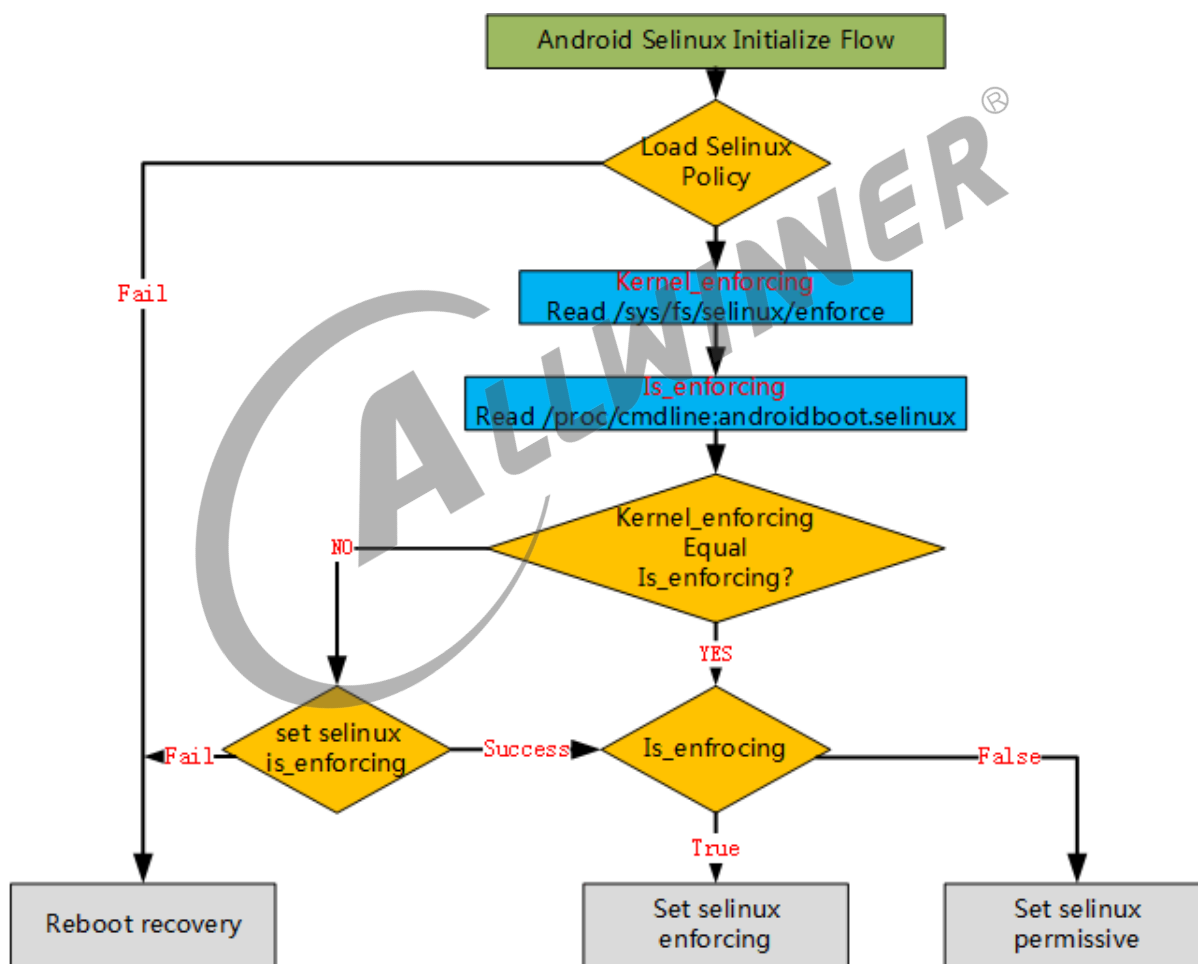 Android Selinux Initialize Flow
Load Selinux
Policy
Fail
Kernel_enforcing
Read /sys/fs/selinux/enforce
Is_enforcing
Read /proc/cmdline:androidboot.selinux
ALLWINNER®
Kernel_enforcing
Equal
Is_enforcing?
NO
YES
set selinux
is_enforcing
Fail
Success
Is_enfrocing
False
True
Reboot recovery
Set selinux
enforcing
Set selinux
permissive